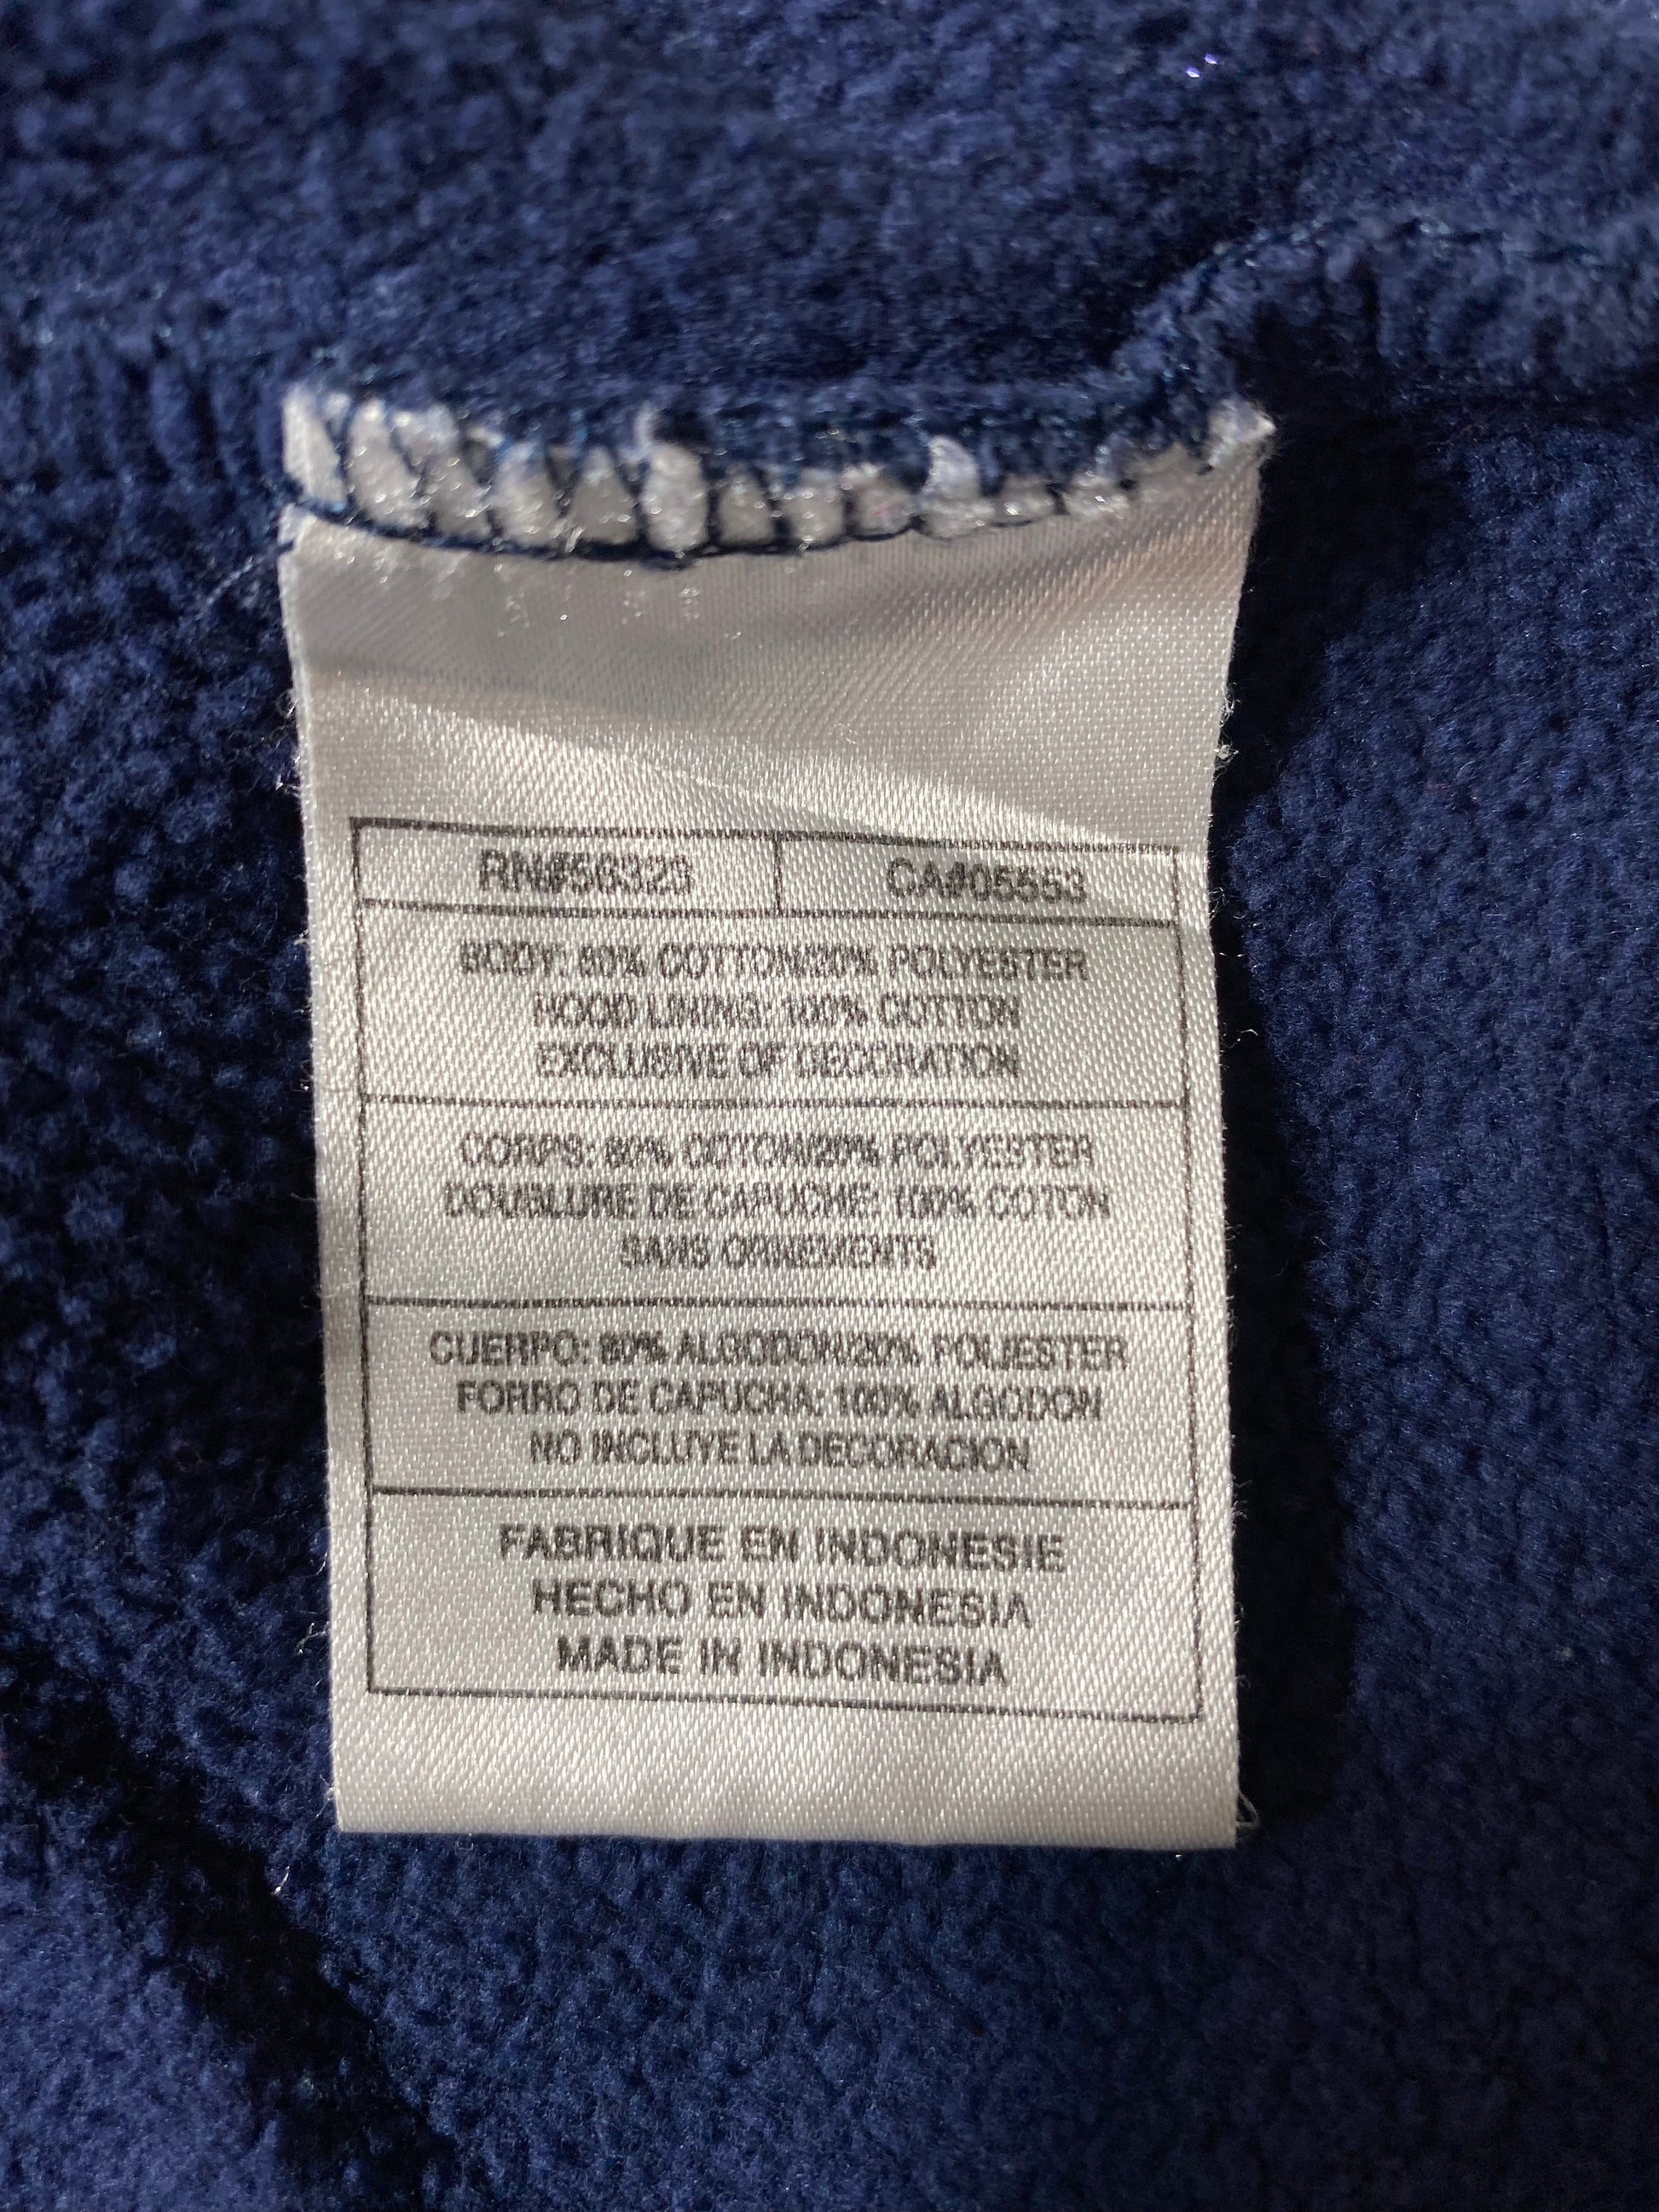 RN#56323 CA#05553
BODY: 80% COTTON/20% POLYESTER
HOOD LINING: 100% COTTON
EXCLUSIVE OF DECORATION
CORPS: 80% COTON/20% POLYESTER
DOUBLURE DE CAPUCHE: 100% COTON
SANS ORNEMENTS
CUERPO: 80% ALGODON/20% POLIESTER
FORRO DE CAPUCHA: 100% ALGODON
NO INCLUYE LA DECORACION
FABRIQUE EN INDONESIE
HECHO EN INDONESIA
MADE IN INDONESIA